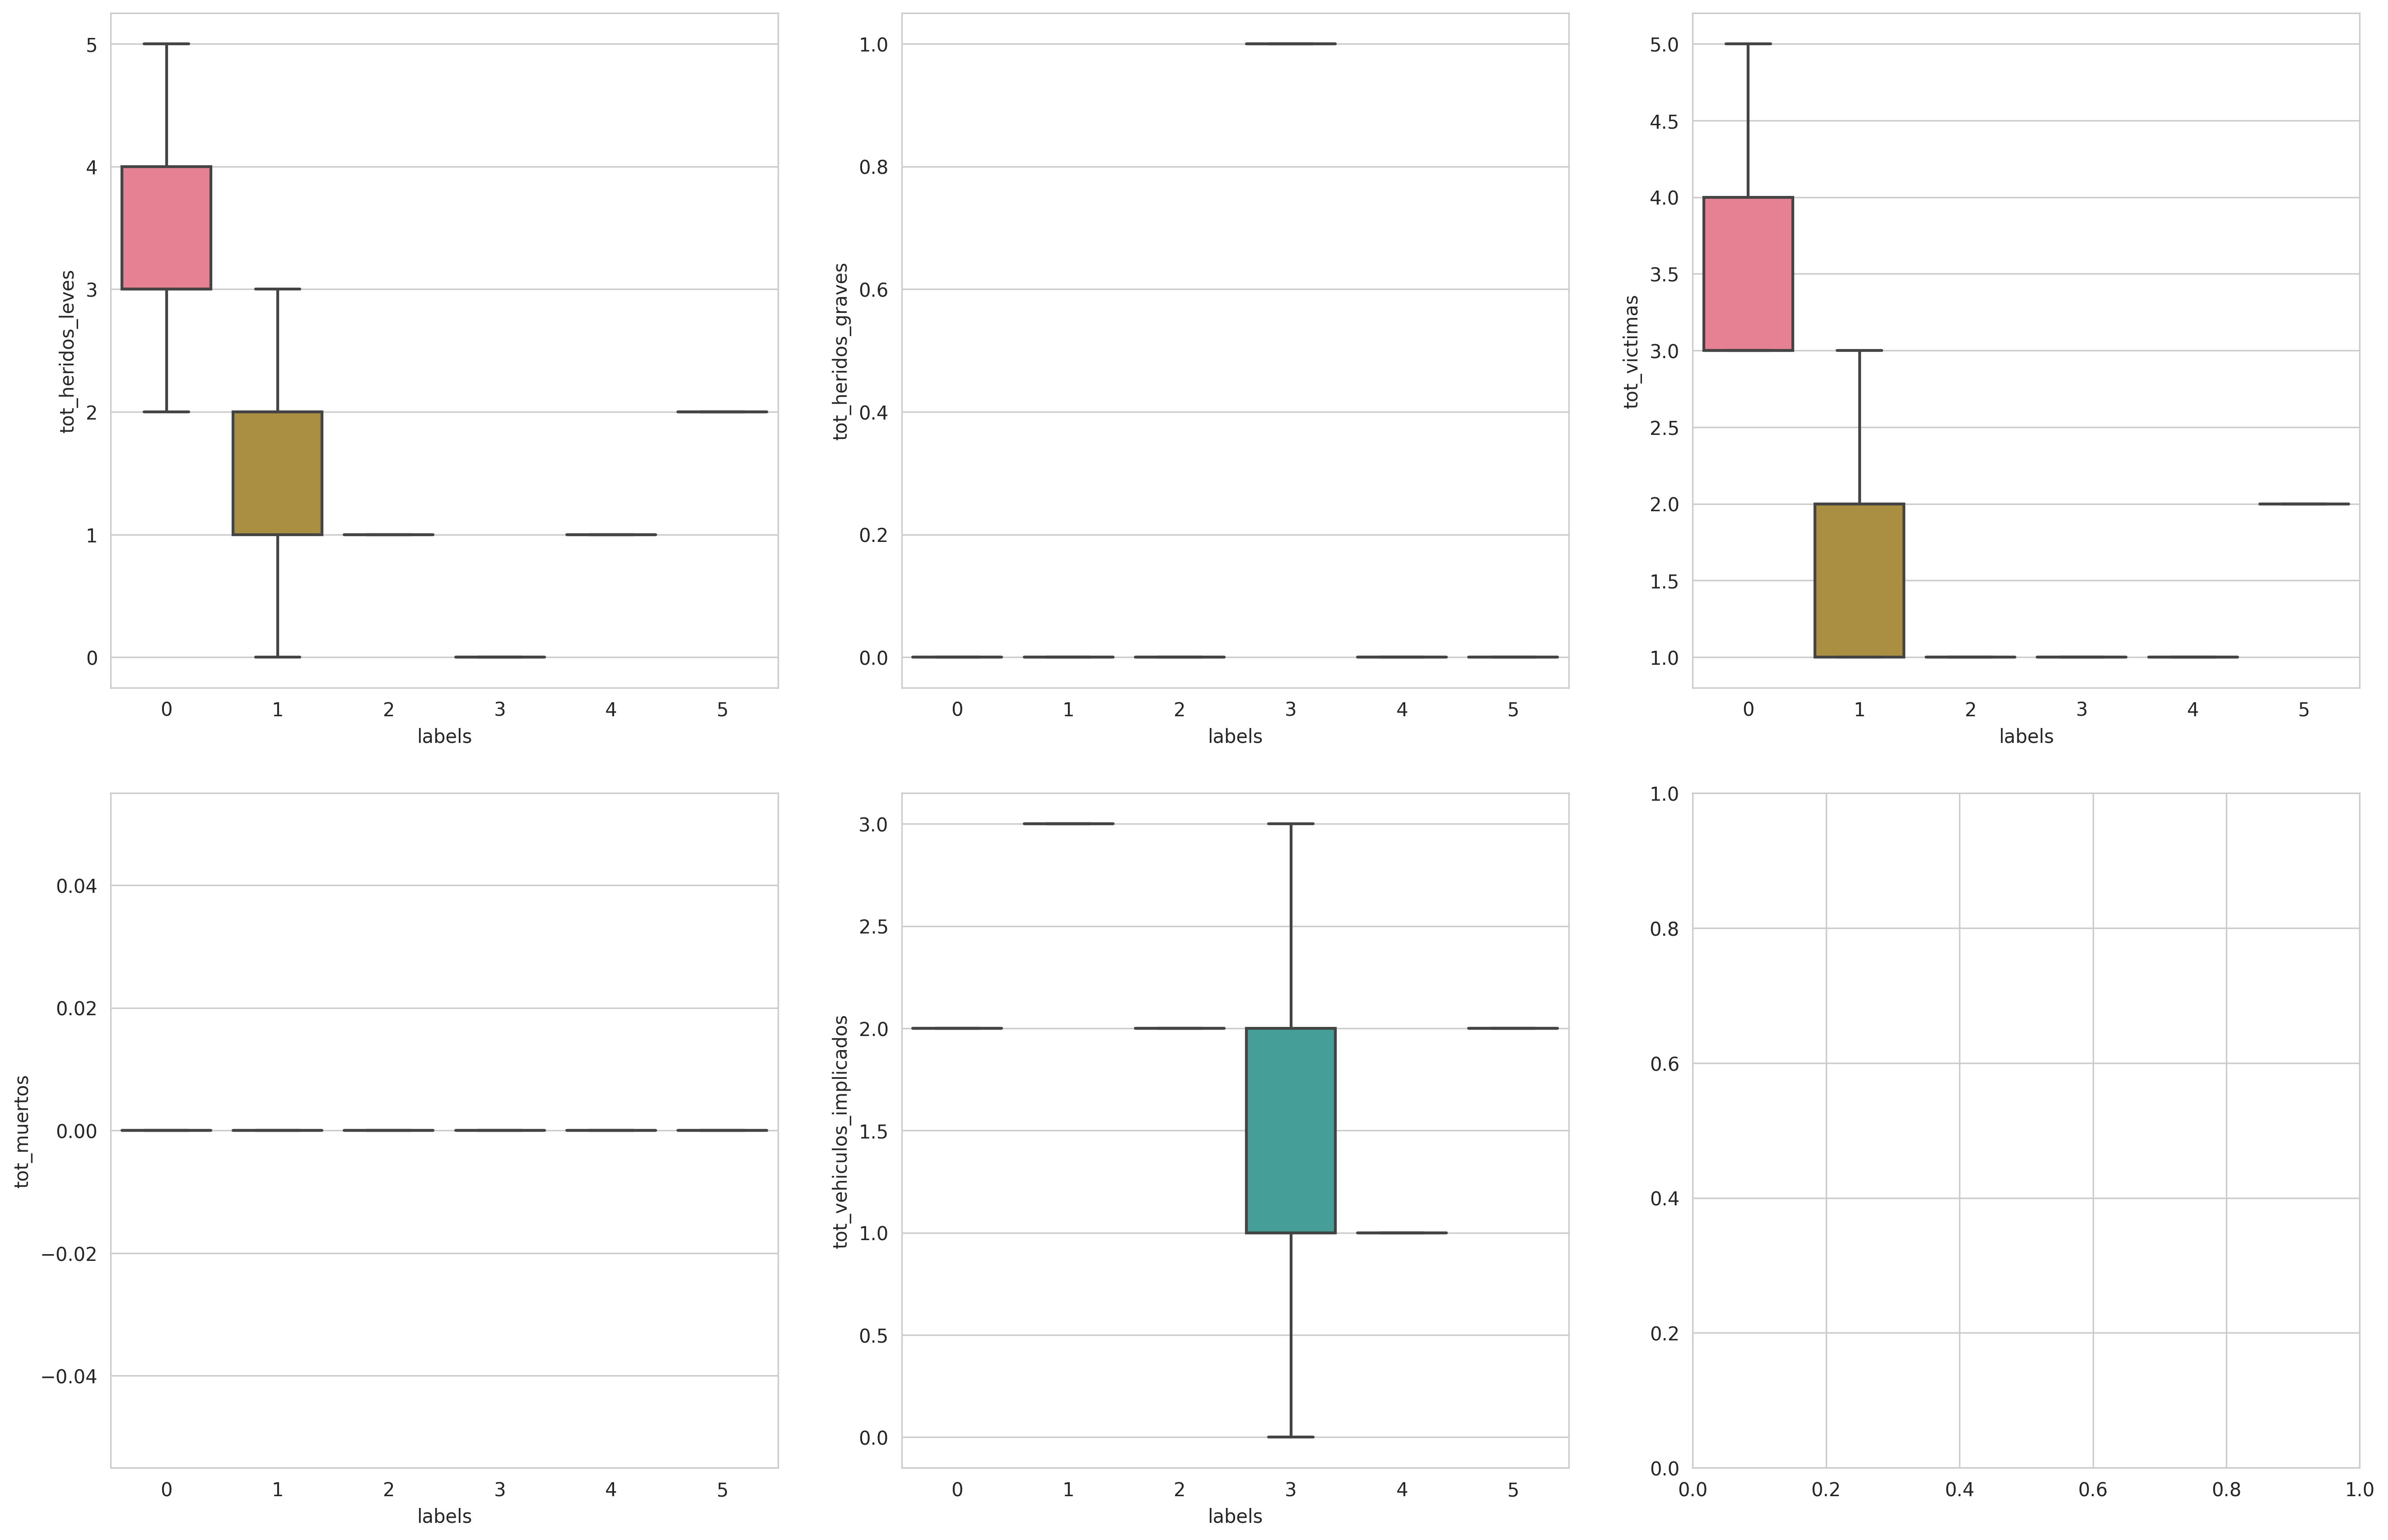 tot_heridos_leves
5
4
3
2
1
0
0 1 2 3 4 5
labels
tot_heridos_graves
1.0
0.8
0.6
0.4
0.2
0.0
0 1 2 3 4 5
labels
tot_victimas
5.0
4.5
4.0
3.5
3.0
2.5
2.0
1.5
1.0
0 1 2 3 4 5
labels
tot_muertos
0.04
0.02
0.00
−0.02
−0.04
0 1 2 3 4 5
labels
tot_vehiculos_implicados
3.0
2.5
2.0
1.5
1.0
0.5
0.0
0 1 2 3 4 5
labels
1.0
0.8
0.6
0.4
0.2
0.0
0.0 0.2 0.4 0.6 0.8 1.0